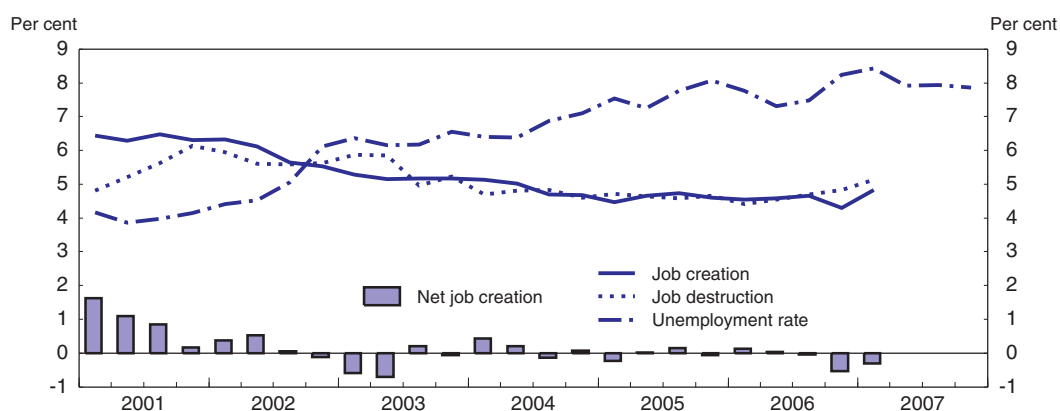 Per cent Per cent
9 9
8 8
7 7
6 6
5 5
4 4
3 3
2 2
1 1
0 0
-1 -1
Job creation
Net job creation
Job destruction
Unemployment rate
2001 2002 2003 2004 2005 2006 2007